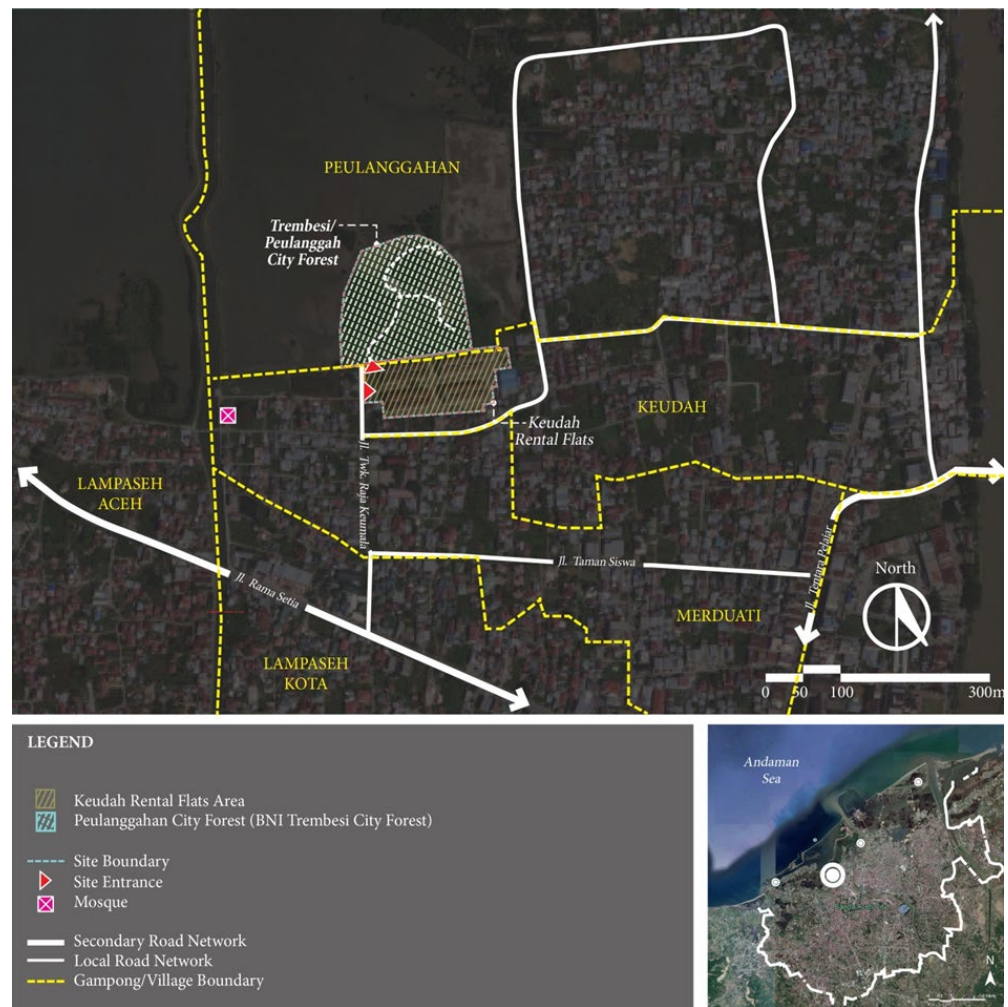 PEULANGGAHAN
Trembesi/
Peulanggah
City Forest
KEUDAH
Keudah
Rental Flats
LAMPASEH
ACEH
Jl. Twk. Raja Keumala
Jl. Rama Setia
Jl. Taman Siswa
Jl. Tentara Pelajar
North
MERDUATI
LAMPASEH
KOTA
0 50 100 300m
LEGEND
Keudah Rental Flats Area
Peulanggahan City Forest (BNI Trembesi City Forest)
Site Boundary
Site Entrance
Mosque
Secondary Road Network
Local Road Network
Gampong/Village Boundary
Andaman
Sea
N